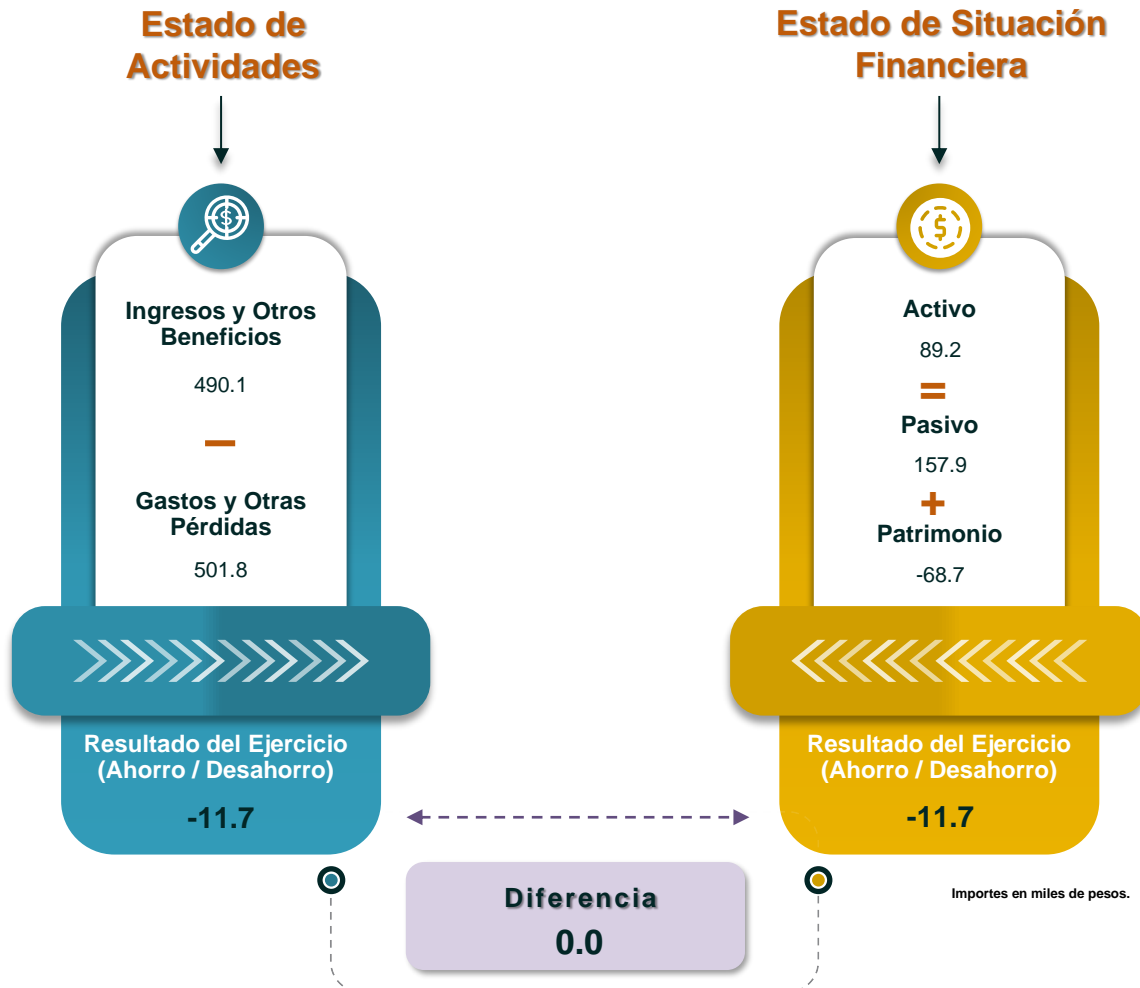 Estado de
Actividades
Ingresos y Otros
Beneficios
490.1
−
Gastos y Otras
Pérdidas
501.8
Resultado del Ejercicio
(Ahorro / Desahorro)
-11.7
Estado de Situación
Financiera
$
Activo
89.2
=
Pasivo
157.9
+
Patrimonio
-68.7
Resultado del Ejercicio
(Ahorro / Desahorro)
-11.7
Diferencia
0.0
Importes en miles de pesos.